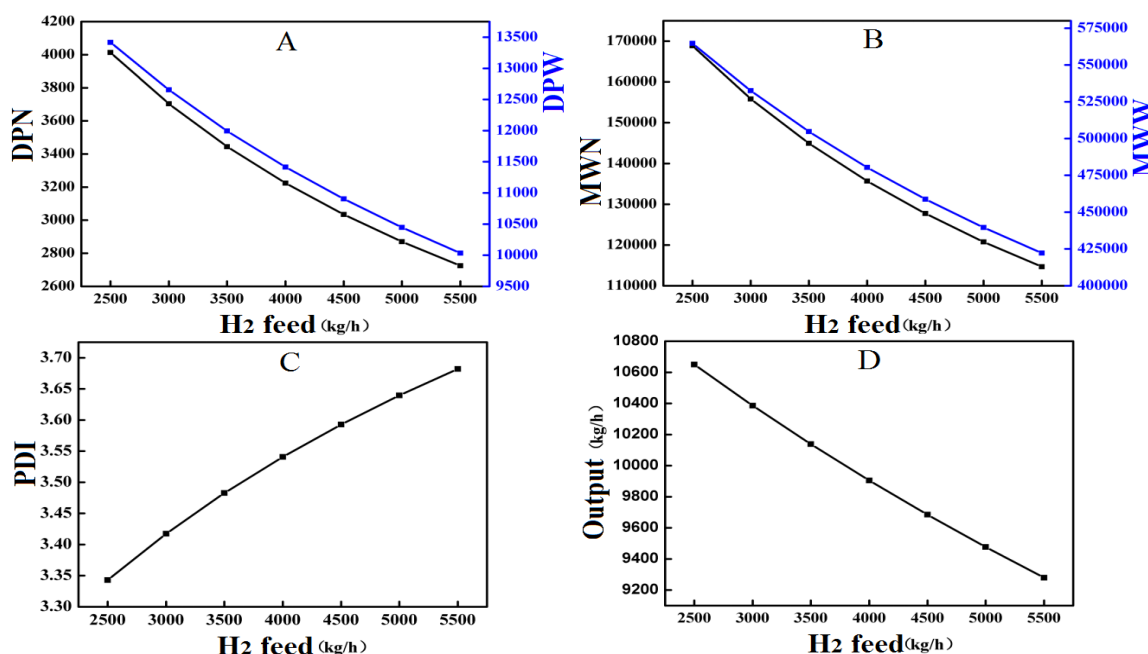 A
DPN
4200
4000
3800
3600
3400
3200
3000
2800
2600
DPW
13500
13000
12500
12000
11500
11000
10500
10000
9500
2500 3000 3500 4000 4500 5000 5500
H2 feed (kg/h)
B
MWN
170000
160000
150000
140000
130000
120000
110000
MWW
575000
550000
525000
500000
475000
450000
425000
400000
2500 3000 3500 4000 4500 5000 5500
H2 feed (kg/h)
C
PDI
3.70
3.65
3.60
3.55
3.50
3.45
3.40
3.35
3.30
2500 3000 3500 4000 4500 5000 5500
H2 feed (kg/h)
D
Output (kg/h)
10800
10600
10400
10200
10000
9800
9600
9400
9200
2500 3000 3500 4000 4500 5000 5500
H2 feed(kg/h)